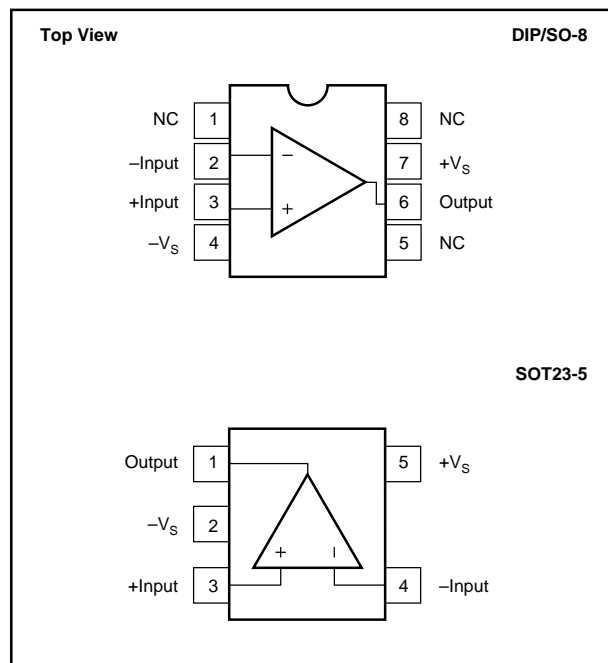 Top View DIP/SO-8
NC 1 8 NC
–Input 2 – 7 +VS
+Input 3 + 6 Output
–VS 4 5 NC
SOT23-5
Output 1 5 +VS
–VS 2
+Input 3 + – 4 –Input